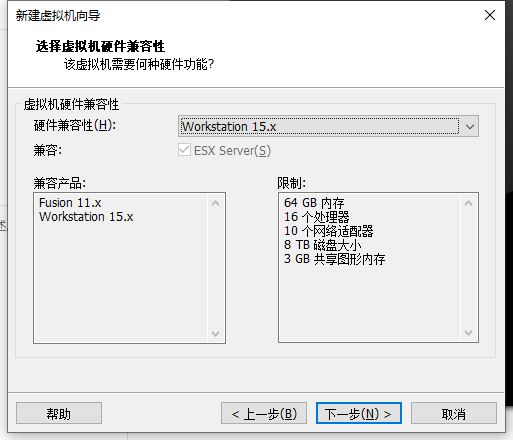 新建虚拟机向导
选择虚拟机硬件兼容性
该虚拟机需要何种硬件功能?
虚拟机硬件兼容性
硬件兼容性(H):
Workstation 15.x
兼容:
ESX Server(S)
兼容产品:
Fusion 11.x
Workstation 15.x
限制:
64 GB 内存
16 个处理器
10 个网络适配器
8 TB 磁盘大小
3 GB 共享图形内存
帮助
< 上一步(B)
下一步(N) >
取消